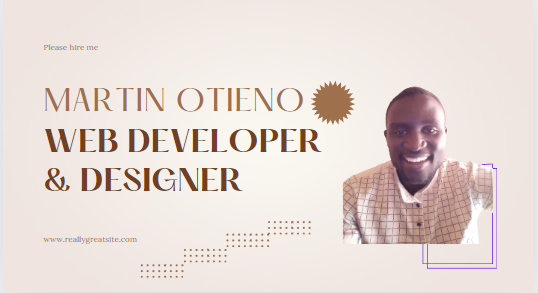 Please hire me
MARTIN OTIENO
WEB DEVELOPER
& DESIGNER
www.reallygreatsite.com